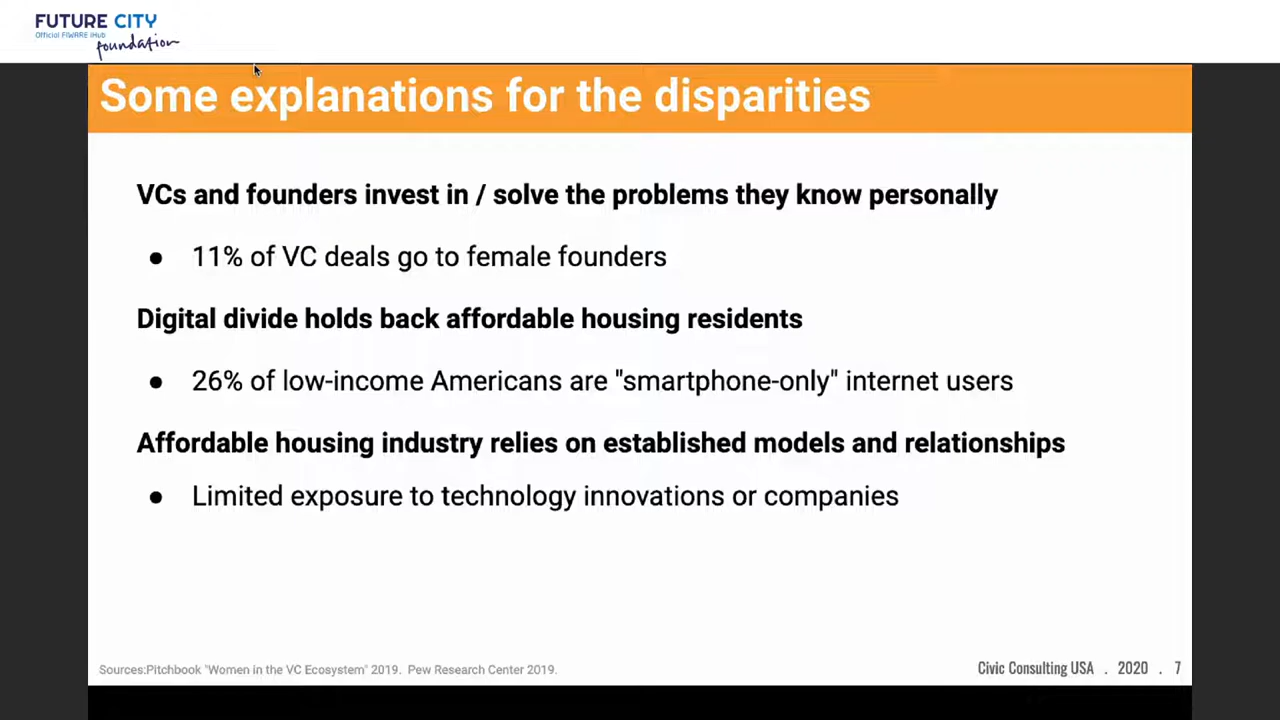 FUTURE CITY
Official FIWARE iHub
foundation
Some explanations for the disparities
VCs and founders invest in / solve the problems they know personally
● 11% of VC deals go to female founders
Digital divide holds back affordable housing residents
● 26% of low-income Americans are "smartphone-only" internet users
Affordable housing industry relies on established models and relationships
● Limited exposure to technology innovations or companies
Sources:Pitchbook "Women in the VC Ecosystem" 2019. Pew Research Center 2019.
Civic Consulting USA . 2020 . 7